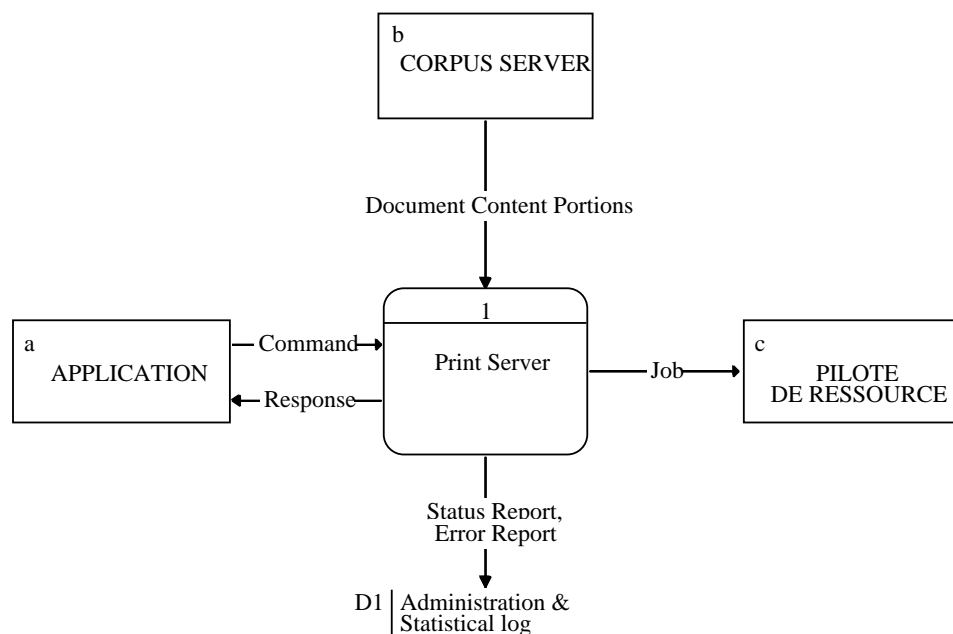 b
CORPUS SERVER
Document Content Portions
1
a
APPLICATION
Command
Response
Print Server
Job
c
PILOTE
DE RESSOURCE
Status Report,
Error Report
D1
Administration &
Statistical log